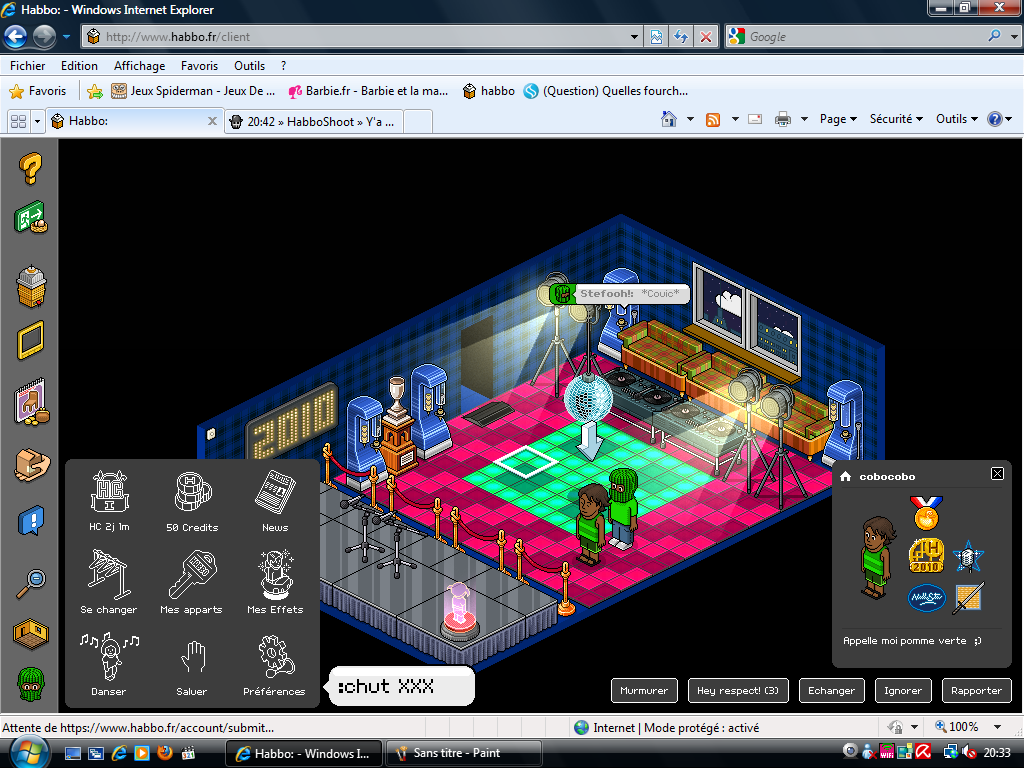 Habbo: - Windows Internet Explorer
http://www.habbo.fr/client
Google
Fichier Edition Affichage Favoris Outils ?
Favoris Jeux Spiderman - Jeux De ... Barbie.fr - Barbie et la ma... habbo (Question) Quelles fourch...
Habbo: 20:42 » HabboShoot » Y'a ... Page Sécurité Outils
Stefooh!: *Couic*
2010
HC 2j 1m 50 Credits News
Se changer Mes apparts Mes Effets
Danser Saluer Préférences
:chut XXX
cobocobo
H
2010
Appelle moi pomme verte ;)
Murmurer Hey respect! (3) Echanger Ignorer Rapporter
Attente de https://www.habbo.fr/account/submit... Internet | Mode protégé : activé 100%
Habbo: - Windows I... Sans titre - Paint 20:33